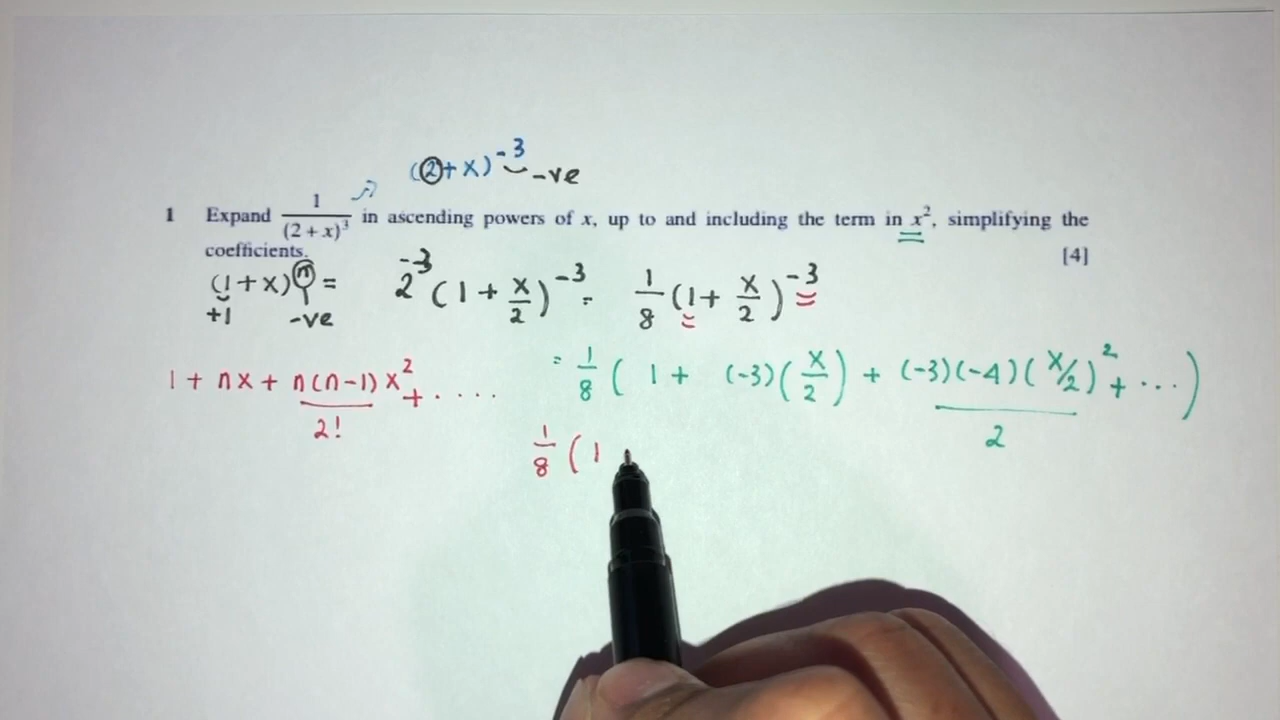 (2+x)⁻³ -ve
1 Expand 1/(2 + x)³ in ascending powers of x, up to and including the term in x², simplifying the
coefficients. [4]
(1+x)ⁿ = 2⁻³(1+x/2)⁻³ = 1/8(1+x/2)⁻³
+1 -ve
1 + nx + n(n-1)x²/2! + ....
= 1/8(1 + (-3)(x/2) + (-3)(-4)(x/2)²/2 + ...)
1/8(1